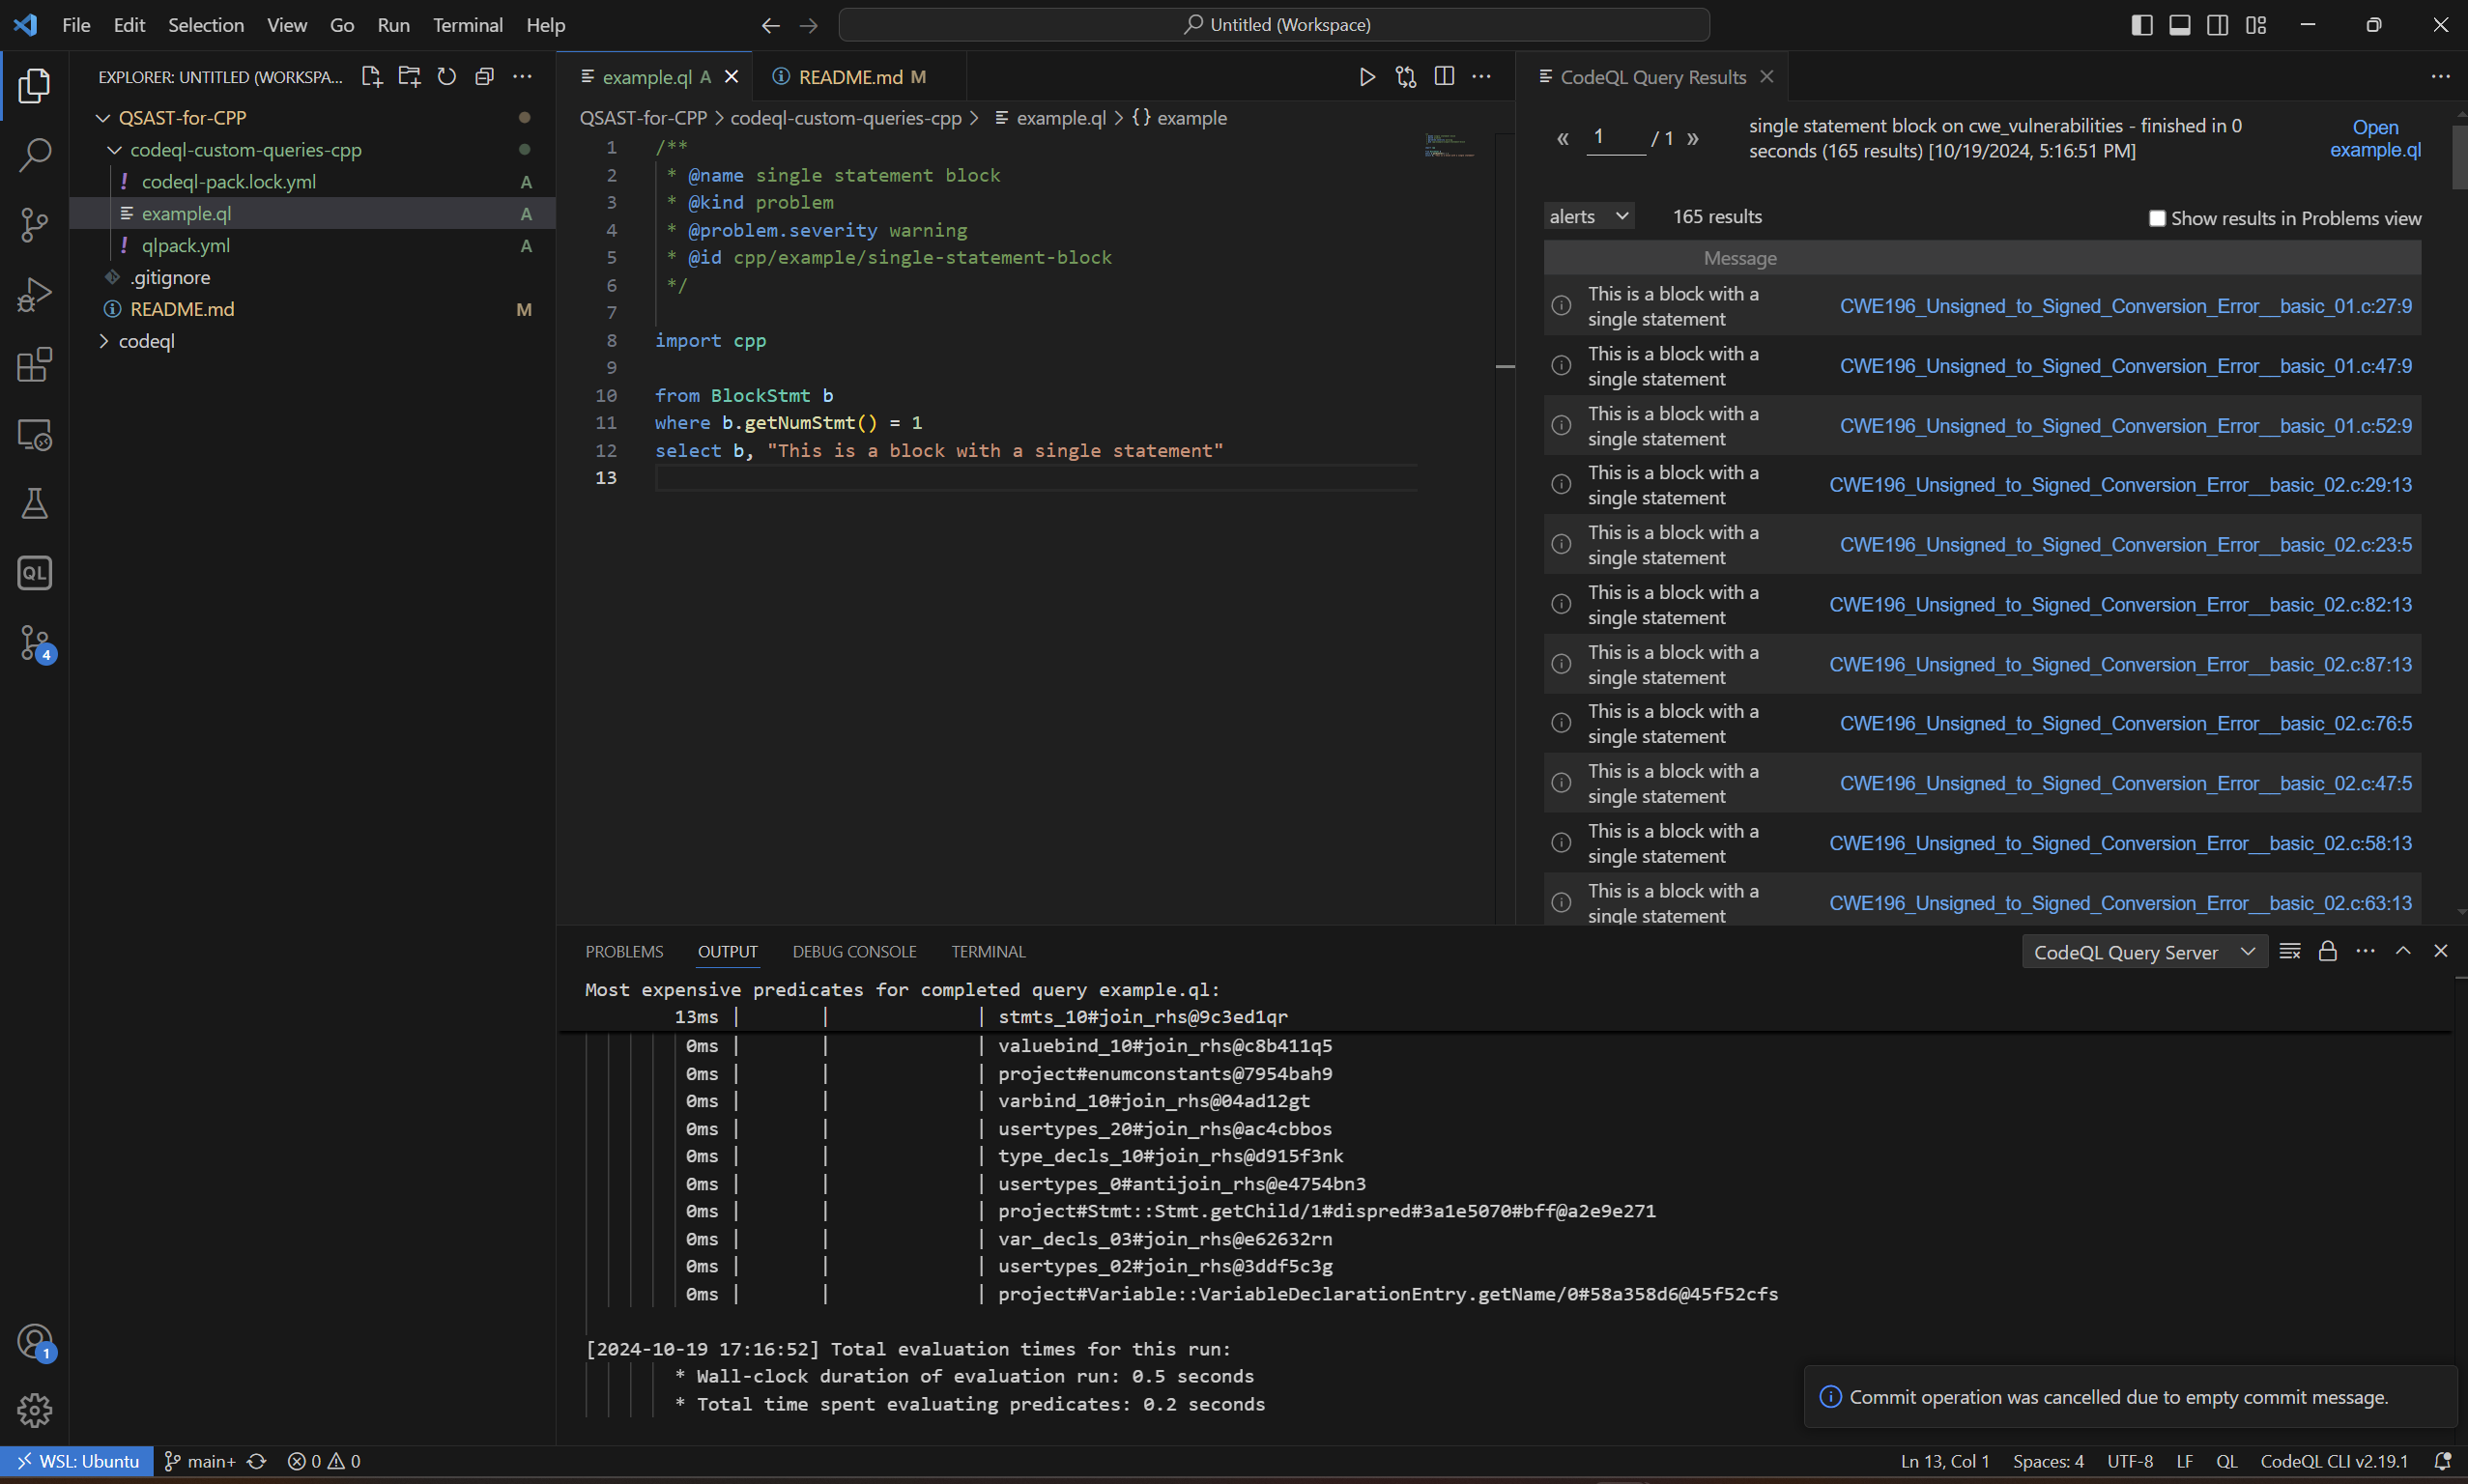 File Edit Selection View Go Run Terminal Help
Untitled (Workspace)
EXPLORER: UNTITLED (WORKSPA...
QSAST-for-CPP
codeql-custom-queries-cpp
! codeql-pack.lock.yml A
example.ql A
! qlpack.yml A
.gitignore
README.md M
codeql
QL
4
1
example.ql A
README.md M
QSAST-for-CPP > codeql-custom-queries-cpp > example.ql > {} example
1 /**
2 * @name single statement block
3 * @kind problem
4 * @problem.severity warning
5 * @id cpp/example/single-statement-block
6 */
7
8 import cpp
9
10 from BlockStmt b
11 where b.getNumStmt() = 1
12 select b, "This is a block with a single statement"
13
CodeQL Query Results
« 1 / 1 »
single statement block on cwe_vulnerabilities - finished in 0
seconds (165 results) [10/19/2024, 5:16:51 PM]
Open
example.ql
alerts
165 results
Show results in Problems view
Message
This is a block with a
single statement
CWE196_Unsigned_to_Signed_Conversion_Error__basic_01.c:27:9
This is a block with a
single statement
CWE196_Unsigned_to_Signed_Conversion_Error__basic_01.c:47:9
This is a block with a
single statement
CWE196_Unsigned_to_Signed_Conversion_Error__basic_01.c:52:9
This is a block with a
single statement
CWE196_Unsigned_to_Signed_Conversion_Error__basic_02.c:29:13
This is a block with a
single statement
CWE196_Unsigned_to_Signed_Conversion_Error__basic_02.c:23:5
This is a block with a
single statement
CWE196_Unsigned_to_Signed_Conversion_Error__basic_02.c:82:13
This is a block with a
single statement
CWE196_Unsigned_to_Signed_Conversion_Error__basic_02.c:87:13
This is a block with a
single statement
CWE196_Unsigned_to_Signed_Conversion_Error__basic_02.c:76:5
This is a block with a
single statement
CWE196_Unsigned_to_Signed_Conversion_Error__basic_02.c:47:5
This is a block with a
single statement
CWE196_Unsigned_to_Signed_Conversion_Error__basic_02.c:58:13
This is a block with a
single statement
CWE196_Unsigned_to_Signed_Conversion_Error__basic_02.c:63:13
PROBLEMS OUTPUT DEBUG CONSOLE TERMINAL
CodeQL Query Server
Most expensive predicates for completed query example.ql:
13ms | | | stmts_10#join_rhs@9c3ed1qr
0ms | | | valuebind_10#join_rhs@c8b411q5
0ms | | | project#enumconstants@7954bah9
0ms | | | varbind_10#join_rhs@04ad12gt
0ms | | | usertypes_20#join_rhs@ac4cbbos
0ms | | | type_decls_10#join_rhs@d915f3nk
0ms | | | usertypes_0#antijoin_rhs@e4754bn3
0ms | | | project#Stmt::Stmt.getChild/1#dispred#3a1e5070#bff@a2e9e271
0ms | | | var_decls_03#join_rhs@e62632rn
0ms | | | usertypes_02#join_rhs@3ddf5c3g
0ms | | | project#Variable::VariableDeclarationEntry.getName/0#58a358d6@45f52cfs
[2024-10-19 17:16:52] Total evaluation times for this run:
* Wall-clock duration of evaluation run: 0.5 seconds
* Total time spent evaluating predicates: 0.2 seconds
Commit operation was cancelled due to empty commit message.
WSL: Ubuntu main+ 0 0
Ln 13, Col 1 Spaces: 4 UTF-8 LF QL CodeQL CLI v2.19.1